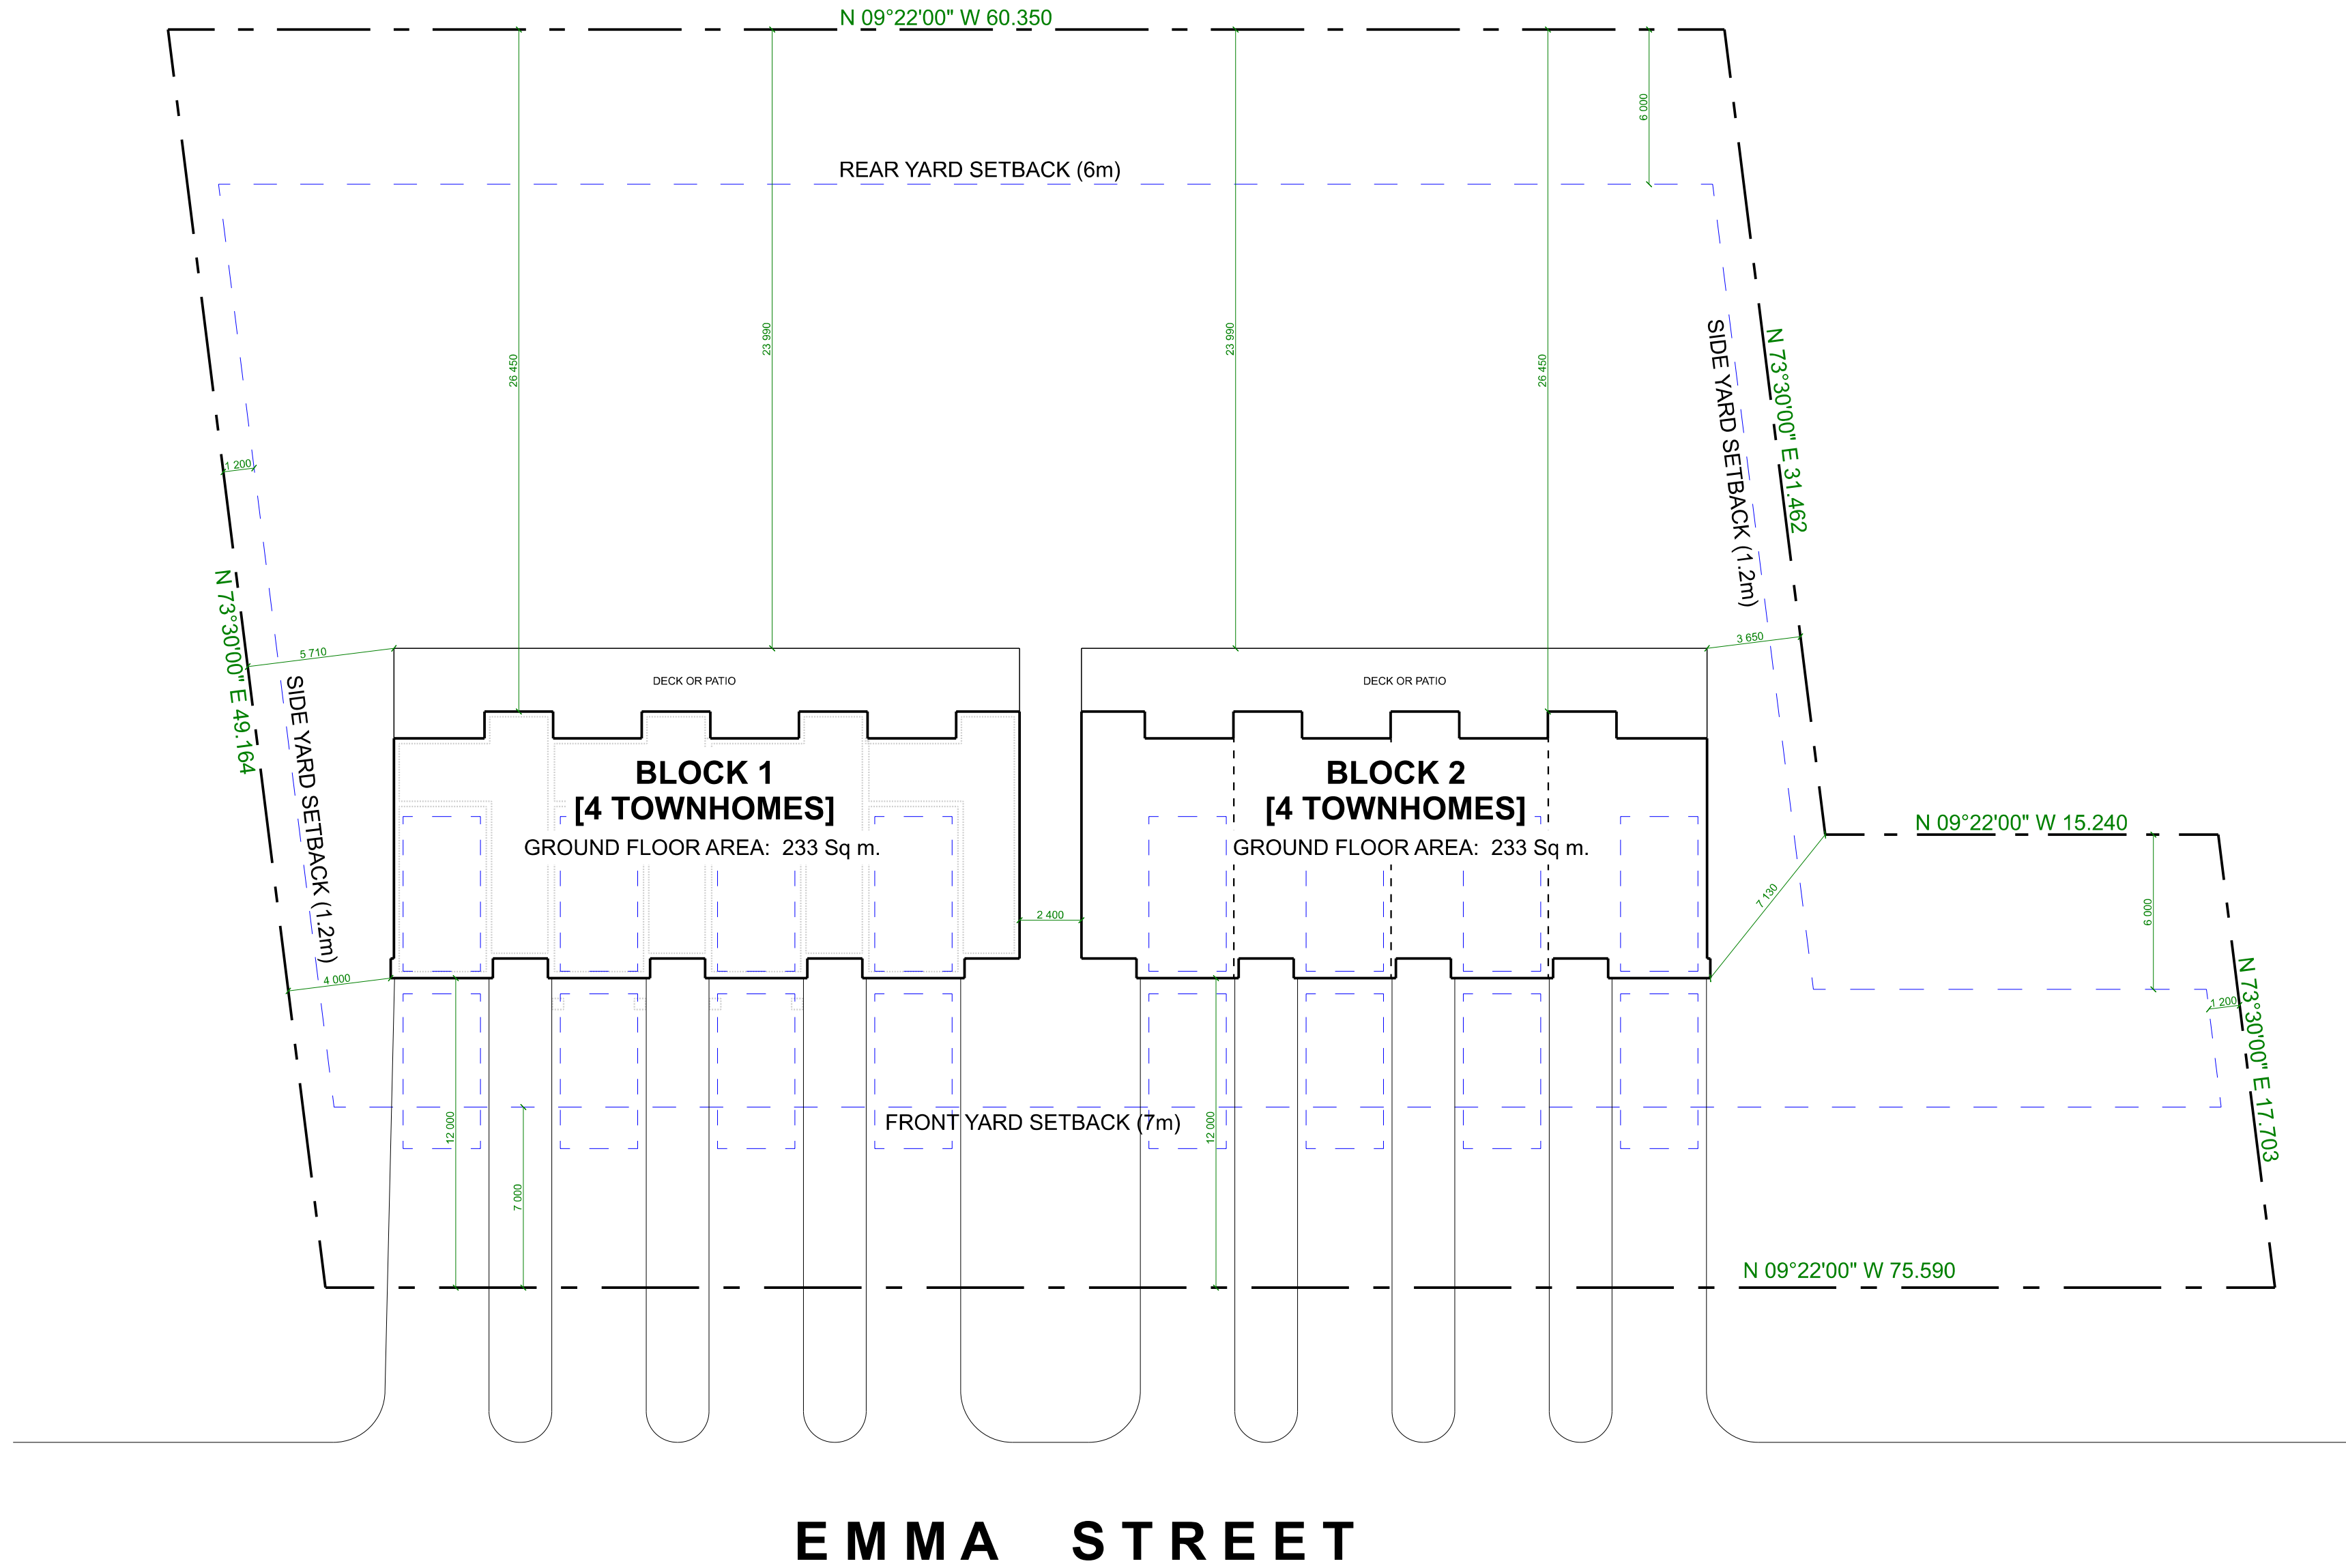 N 09°22'00" W 60.350
6 000
REAR YARD SETBACK (6m)
26 450
23 990
23 990
26 450
SIDE YARD SETBACK (1.2m)
N 73°30'00" E 31.462
1 200
N 73°30'00" E 49.164
5 710
3 650
SIDE YARD SETBACK (1.2m)
DECK OR PATIO
DECK OR PATIO
BLOCK 1
[4 TOWNHOMES]
GROUND FLOOR AREA: 233 Sq m.
BLOCK 2
[4 TOWNHOMES]
GROUND FLOOR AREA: 233 Sq m.
N 09°22'00" W 15.240
7 130
6 000
2 400
4 000
1 200
N 73°30'00" E 17.703
12 000
FRONT YARD SETBACK (7m)
12 000
7 000
N 09°22'00" W 75.590
EMMA STREET